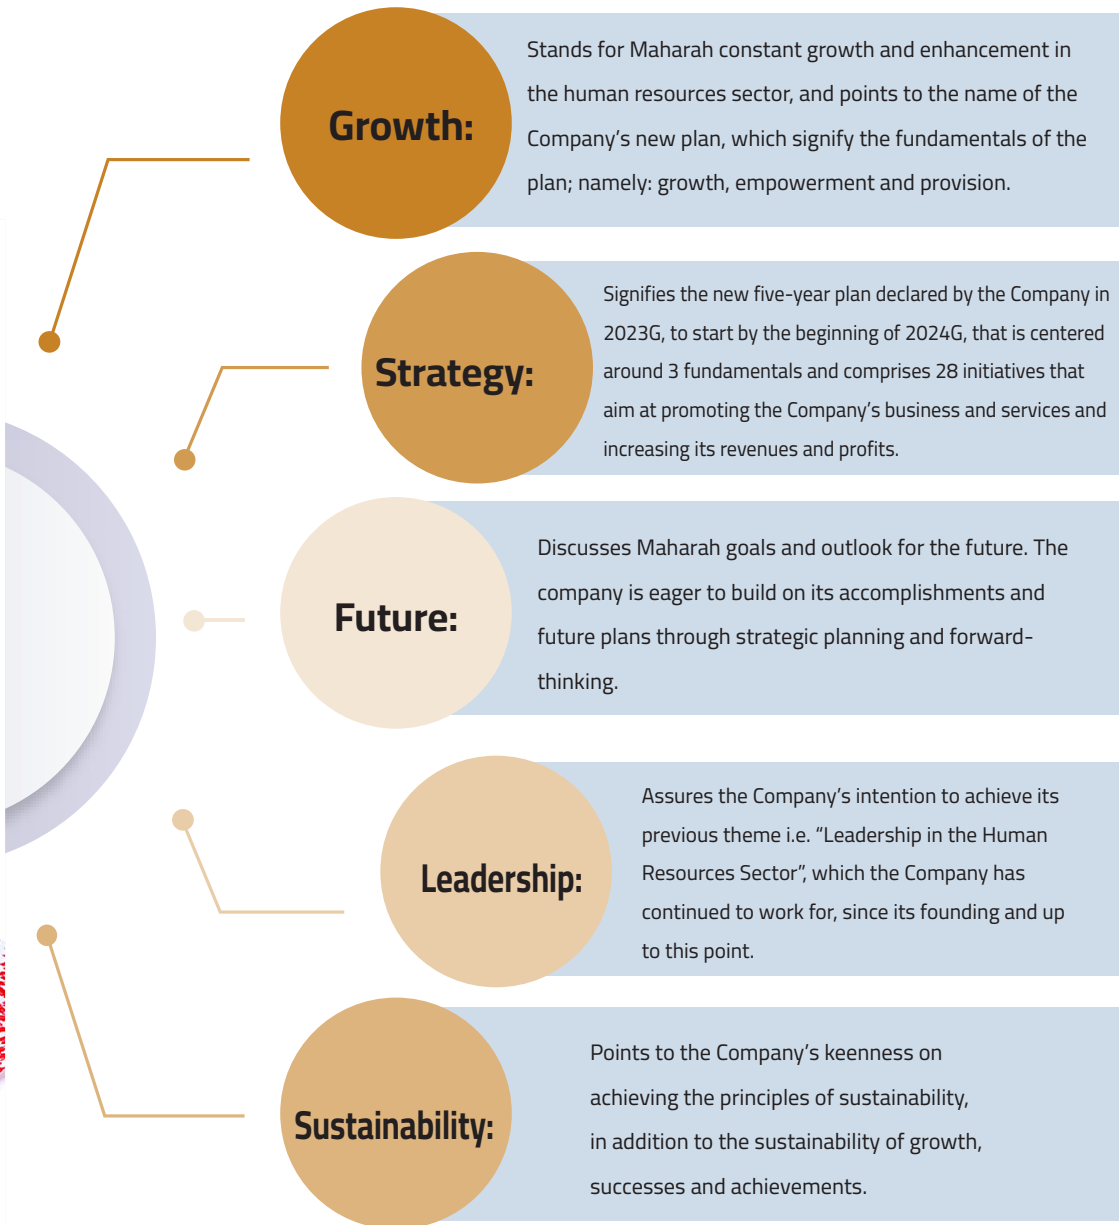 Growth:
Stands for Maharah constant growth and enhancement in
the human resources sector, and points to the name of the
Company's new plan, which signify the fundamentals of the
plan; namely: growth, empowerment and provision.
Strategy:
Signifies the new five-year plan declared by the Company in
2023G, to start by the beginning of 2024G, that is centered
around 3 fundamentals and comprises 28 initiatives that
aim at promoting the Company's business and services and
increasing its revenues and profits.
Future:
Discusses Maharah goals and outlook for the future. The
company is eager to build on its accomplishments and
future plans through strategic planning and forward-
thinking.
Leadership:
Assures the Company's intention to achieve its
previous theme i.e. “Leadership in the Human
Resources Sector”, which the Company has
continued to work for, since its founding and up
to this point.
Sustainability:
Points to the Company's keenness on
achieving the principles of sustainability,
in addition to the sustainability of growth,
successes and achievements.